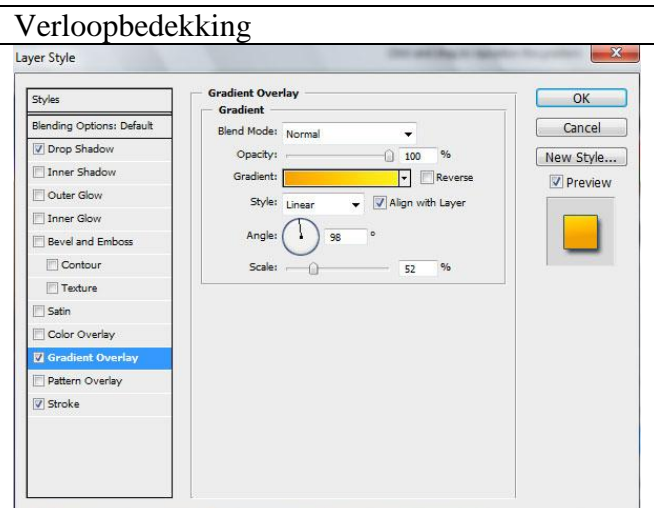 Verloopbedekking
Layer Style
Styles
Blending Options: Default
Drop Shadow
Inner Shadow
Outer Glow
Inner Glow
Bevel and Emboss
Contour
Texture
Satin
Color Overlay
Gradient Overlay
Pattern Overlay
Stroke
Gradient Overlay
Gradient
Blend Mode: Normal
Opacity: 100 %
Gradient: Reverse
Style: Linear Align with Layer
Angle: 98 °
Scale: 52 %
OK
Cancel
New Style...
Preview